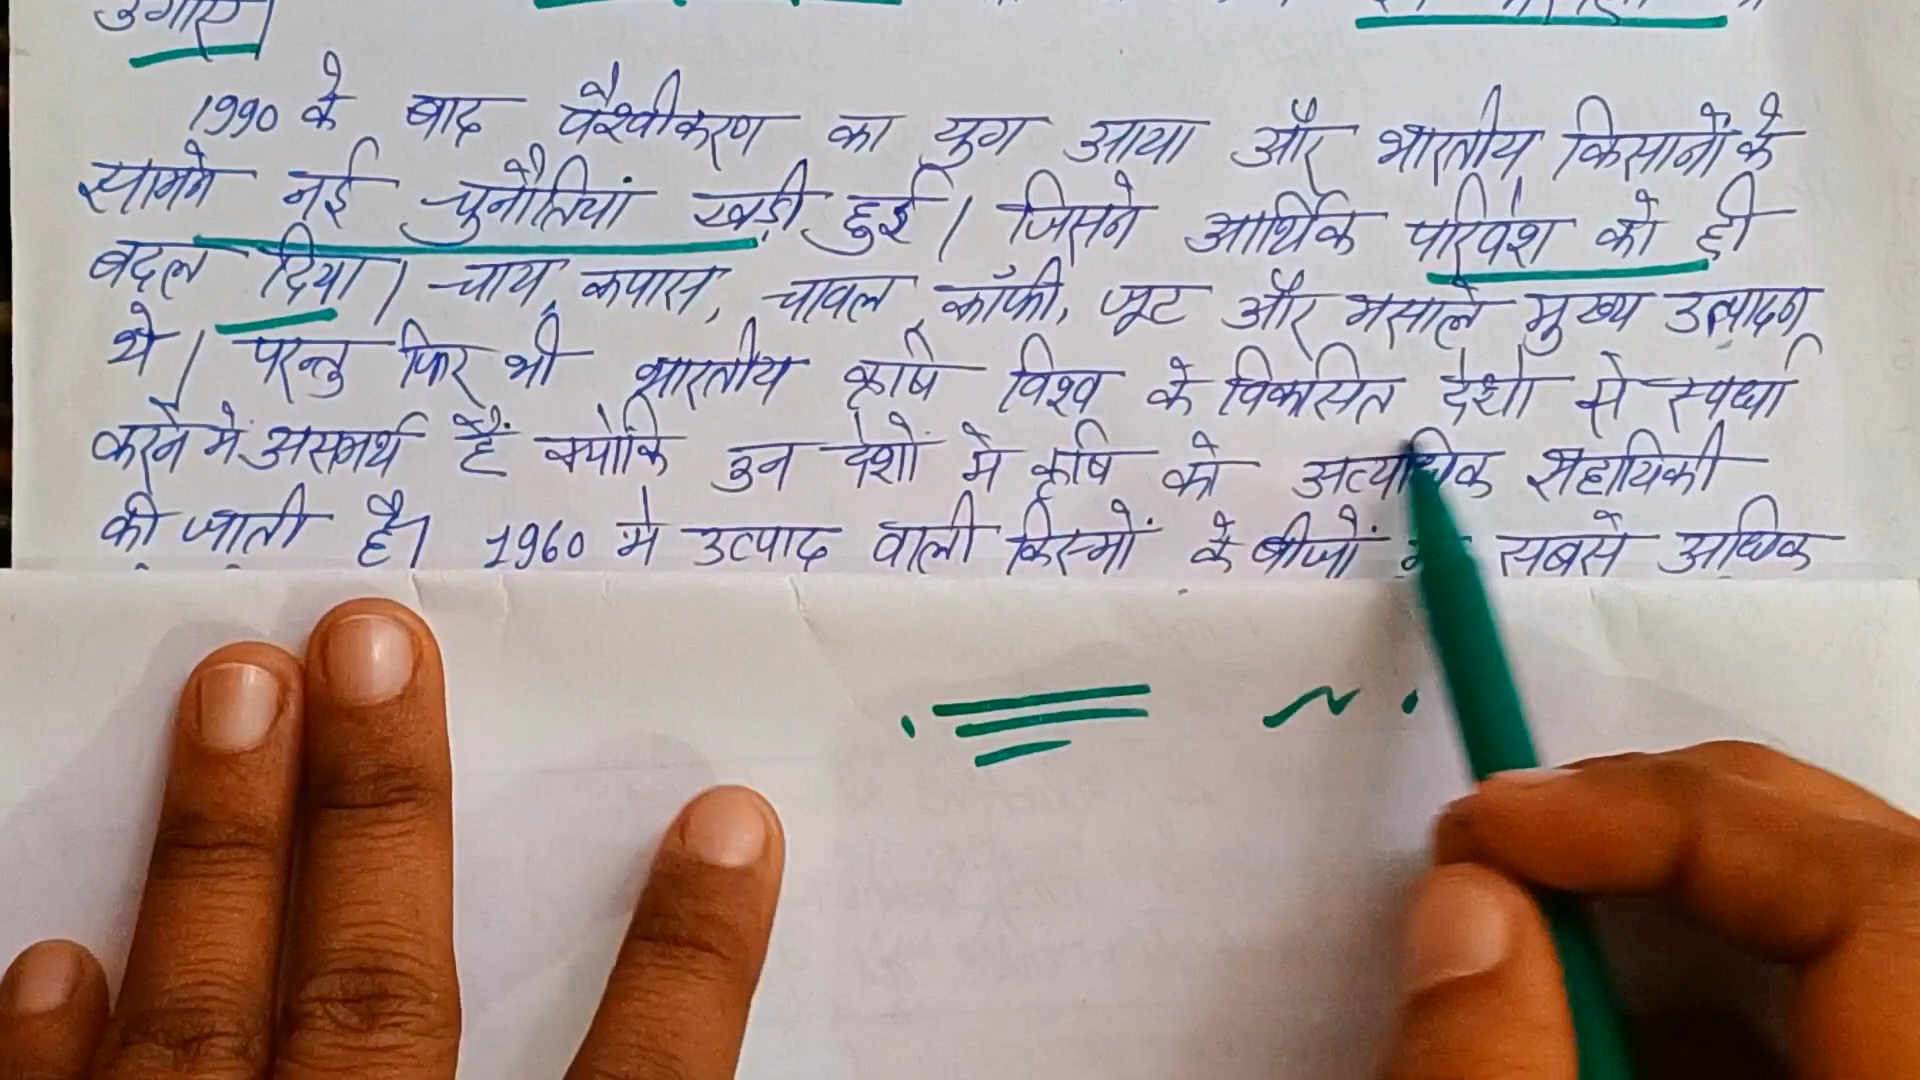 उगाए।
1990 के बाद वैश्वीकरण का युग आया और भारतीय किसानों के
सामने नई चुनौतियां खड़ी हुई। जिसने आर्थिक परिवेश को ही
बदल दिया। चाय, कपास, चावल, कॉफी, जूट और मसाले मुख्य उत्पादन
थे। परन्तु फिर भी भारतीय कृषि विश्व के विकसित देशो से स्पर्धा
करने में असमर्थ हैं क्योंकि उन देशों मे कृषि को अत्याधिक सहायिकी
की जाती है। 1960 मे उत्पाद वाली किस्मों के बीजों सबसे अधिक